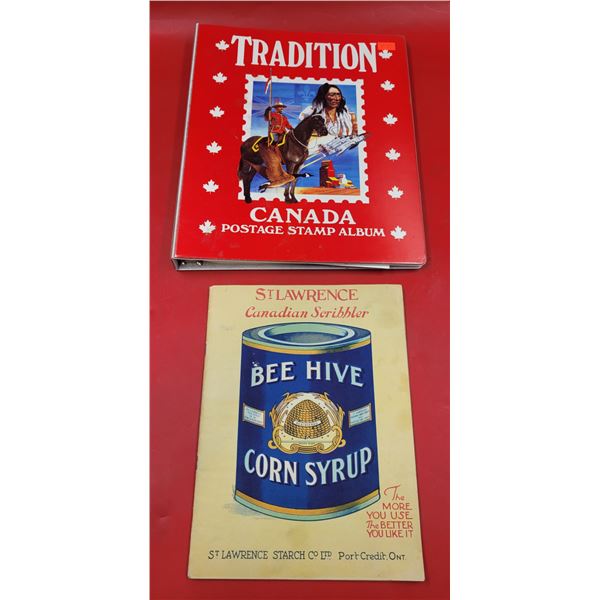 TRADITION
CANADA
POSTAGE STAMP ALBUM
ST LAWRENCE
Canadian Scribbler
BEE HIVE
CORN SYRUP
The
MORE
YOU USE
The BETTER
YOU LIKE IT
ST LAWRENCE STARCH CO LTD Port Credit, ONT.